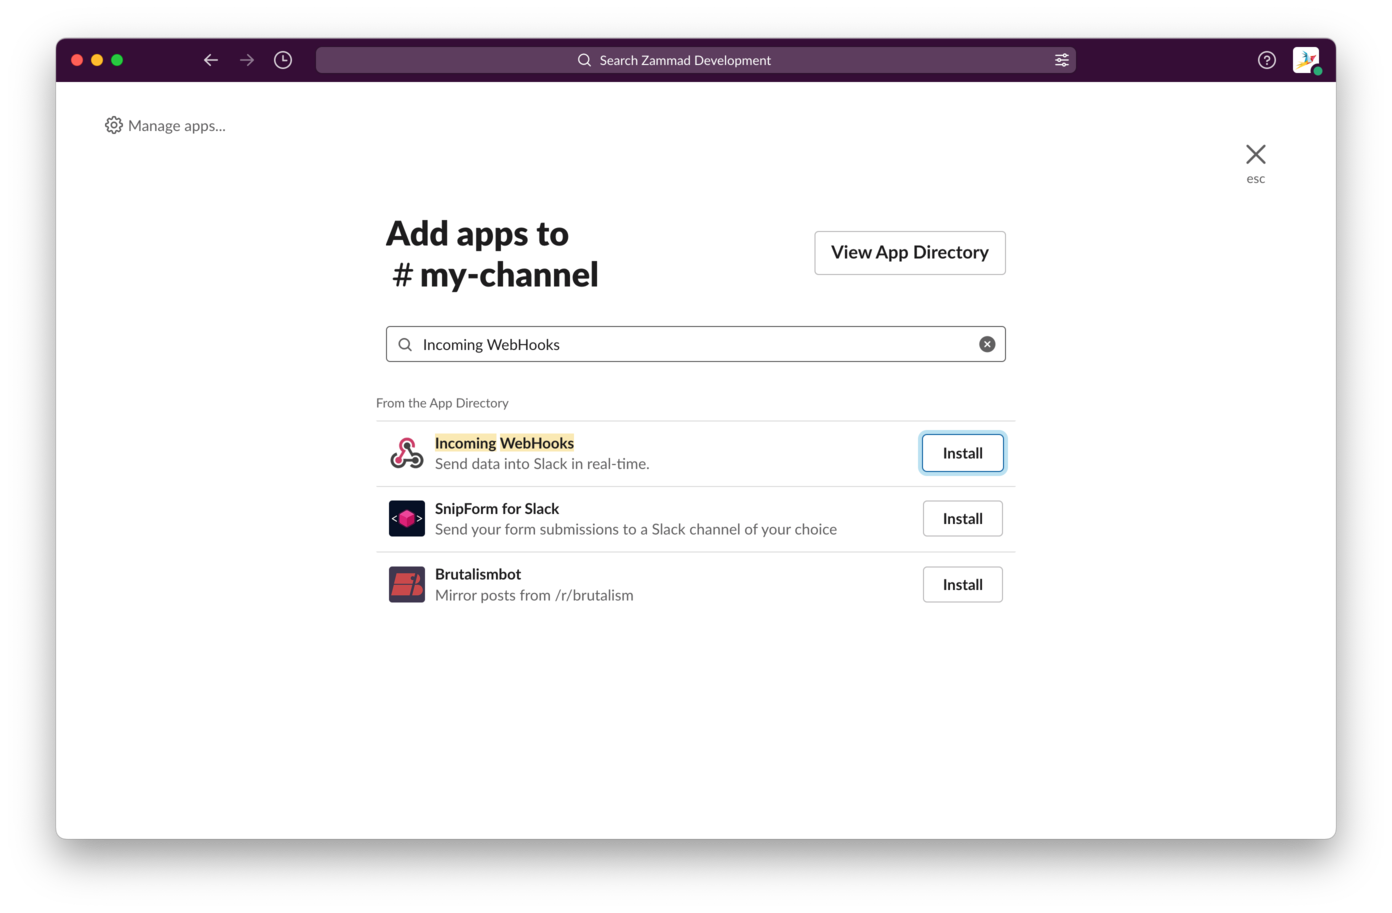 Search Zammad Development
Manage apps...
esc
Add apps to
# my-channel
View App Directory
Incoming WebHooks
From the App Directory
Incoming WebHooks
Send data into Slack in real-time.
Install
SnipForm for Slack
Send your form submissions to a Slack channel of your choice
Install
Brutalismbot
Mirror posts from /r/brutalism
Install